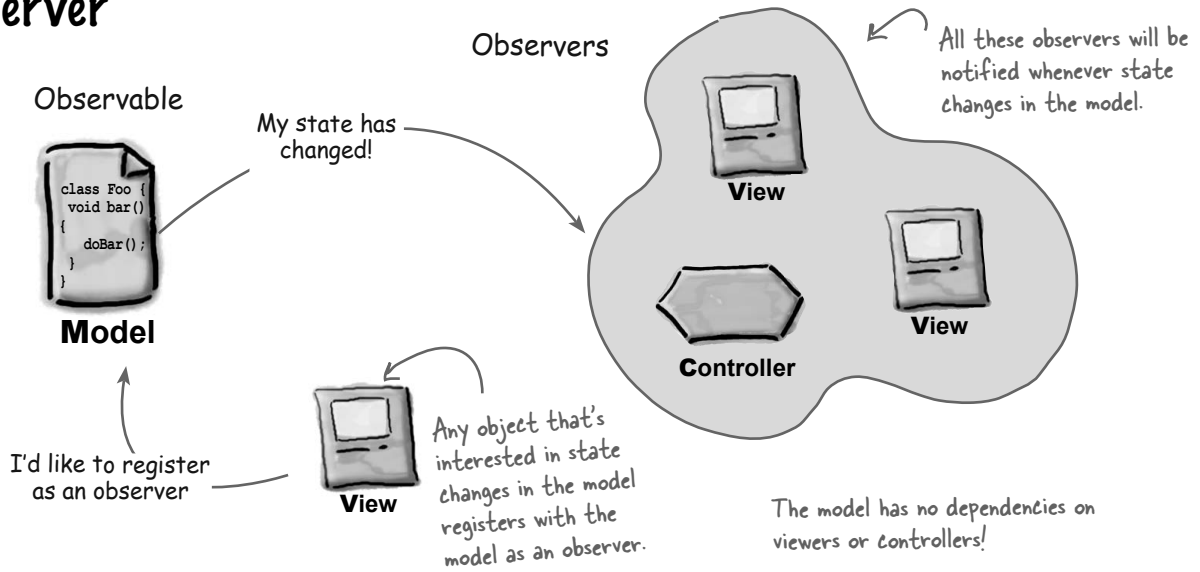 Observers
All these observers will be
notified whenever state
changes in the model.
Observable
My state has
changed!
class Foo {
void bar()
{
doBar();
}
}
Model
View
View
Controller
I'd like to register
as an observer
View
Any object that's
interested in state
changes in the model
registers with the
model as an observer.
The model has no dependencies on
viewers or controllers!